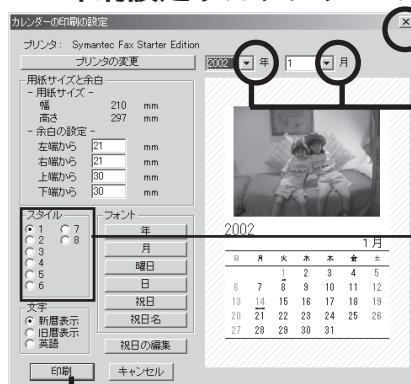 カレンダーの印刷の設定
プリンタ： Symantec Fax Starter Edition
プリンタの変更
2002 年 1 月
用紙サイズと余白
- 用紙サイズ -
幅 210 mm
高さ 297 mm
- 余白の設定 -
左端から 21 mm
右端から 21 mm
上端から 30 mm
下端から 30 mm
スタイル
1 7
2 8
3
4
5
6
フォント
年
月
曜日
日
祝日
祝日名
文字
新暦表示
旧暦表示
英語
祝日の編集
印刷
キャンセル
2002
1月
日 月 火 水 木 金 土
1 2 3 4 5
6 7 8 9 10 11 12
13 14 15 16 17 18 19
20 21 22 23 24 25 26
27 28 29 30 31